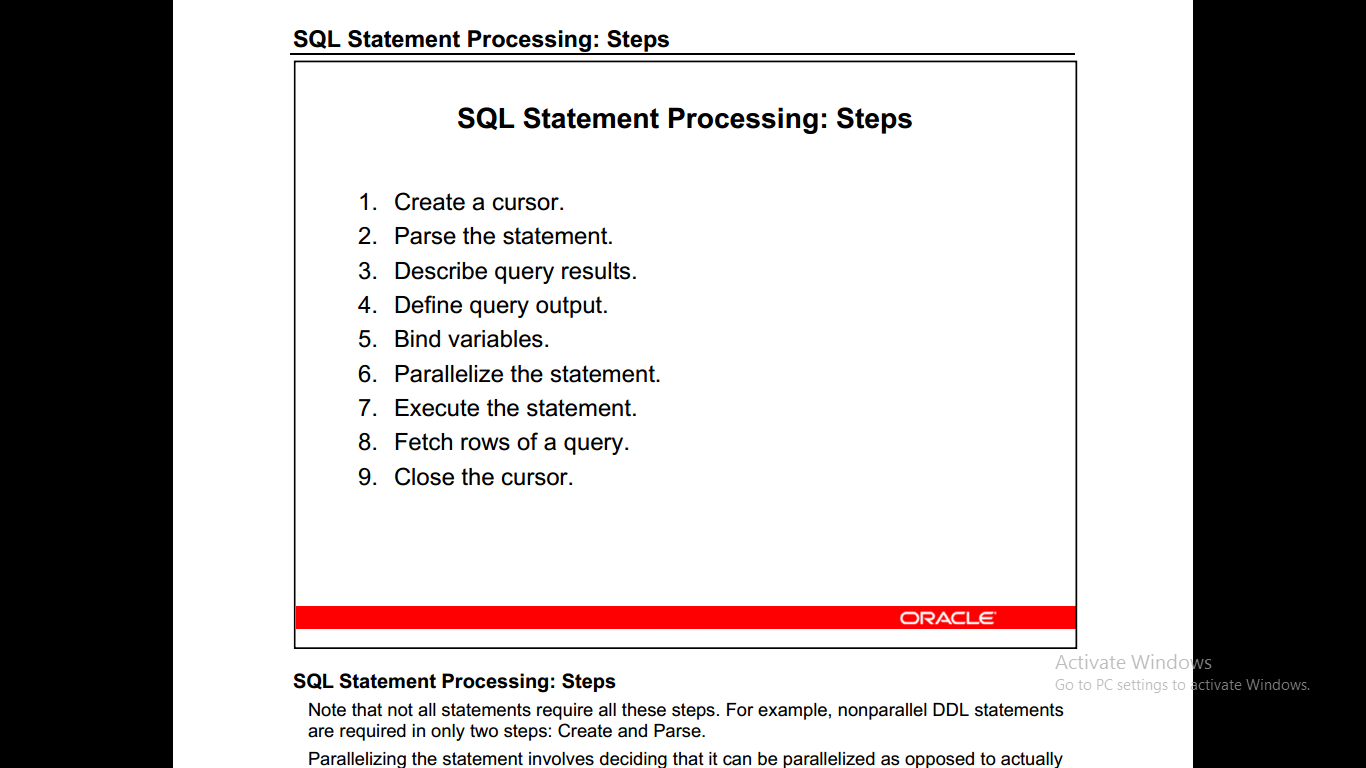 SQL Statement Processing: Steps
SQL Statement Processing: Steps
1. Create a cursor.
2. Parse the statement.
3. Describe query results.
4. Define query output.
5. Bind variables.
6. Parallelize the statement.
7. Execute the statement.
8. Fetch rows of a query.
9. Close the cursor.
ORACLE
Activate Windows
Go to PC settings to activate Windows.
SQL Statement Processing: Steps
Note that not all statements require all these steps. For example, nonparallel DDL statements
are required in only two steps: Create and Parse.
Parallelizing the statement involves deciding that it can be parallelized as opposed to actually